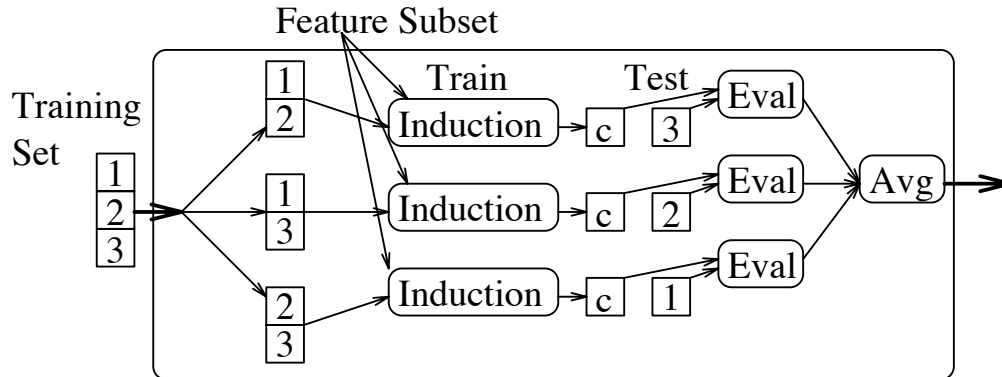 Feature Subset
Training
Set
1
2
3
1
2
Train
Induction
c
Test
3
Eval
1
3
Induction
c
2
Eval
Avg
2
3
Induction
c
1
Eval